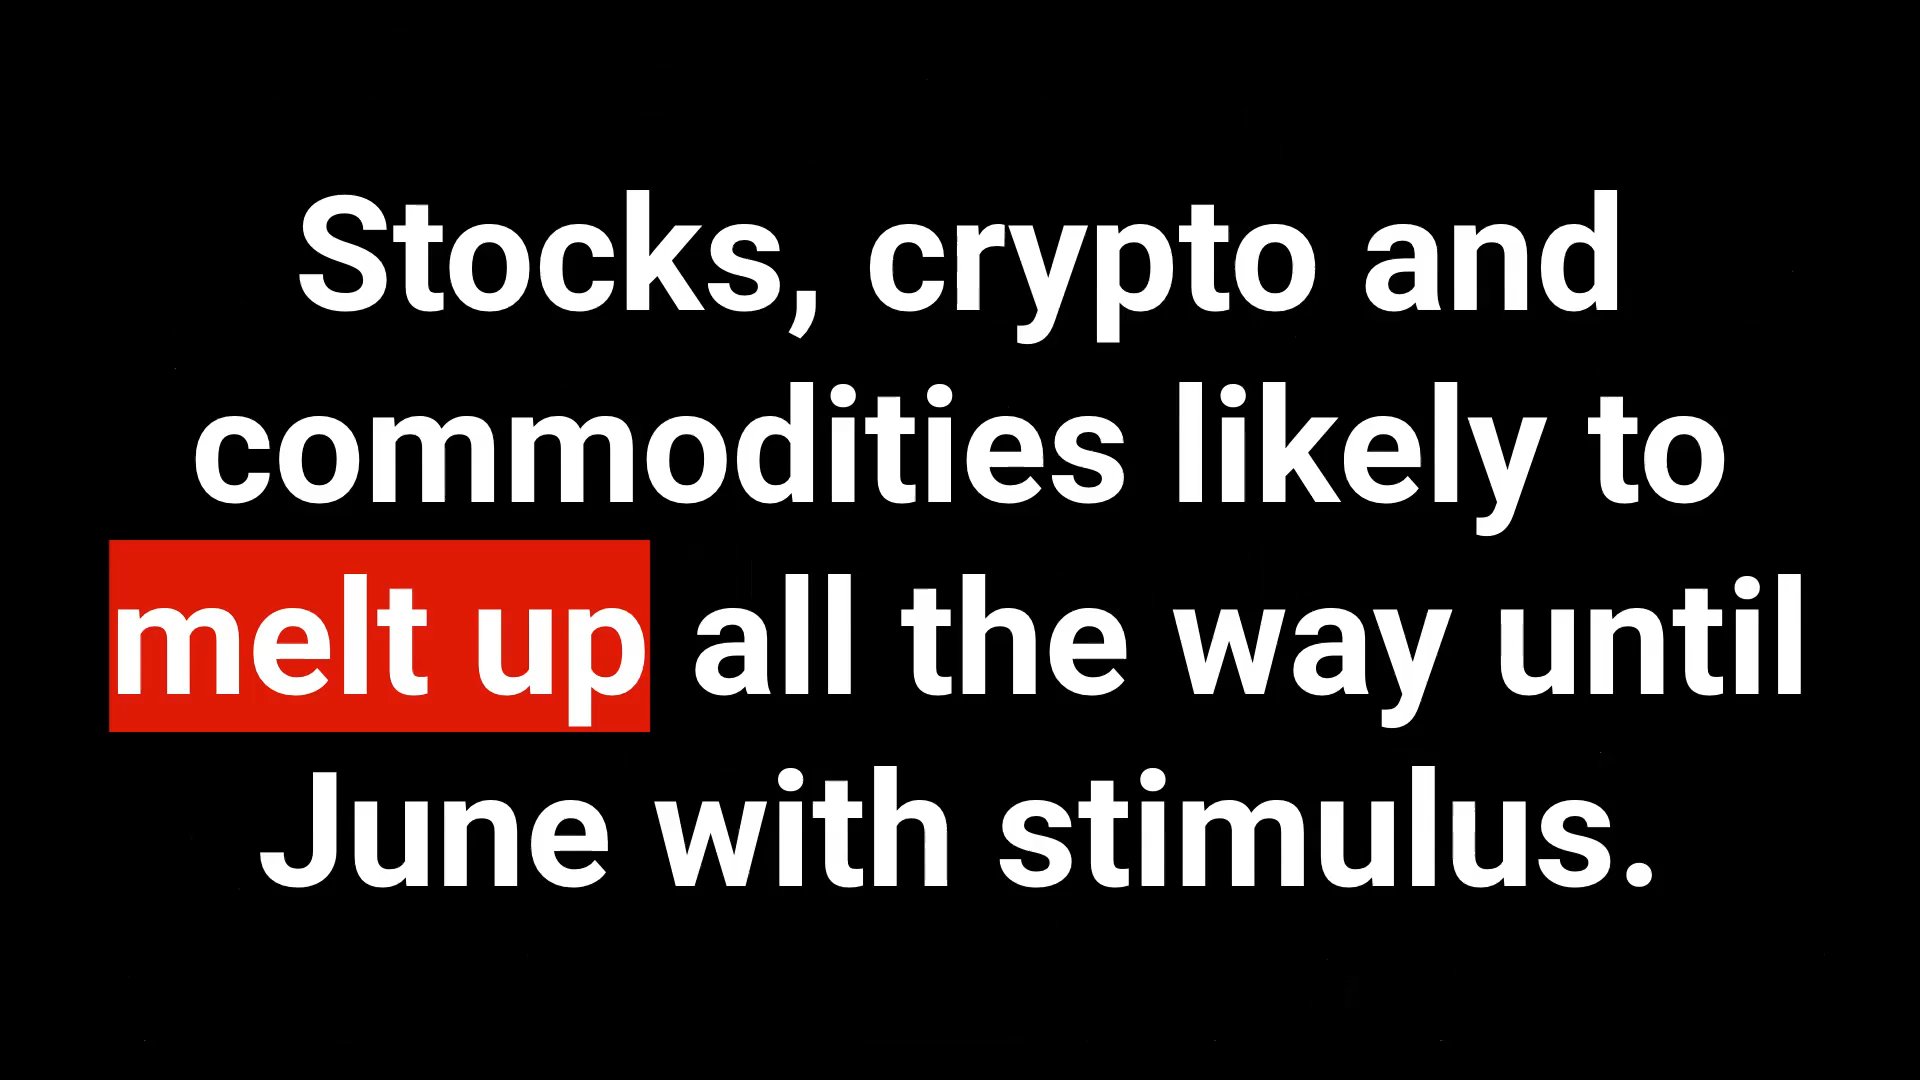 Stocks, crypto and
commodities likely to
melt up all the way until
June with stimulus.